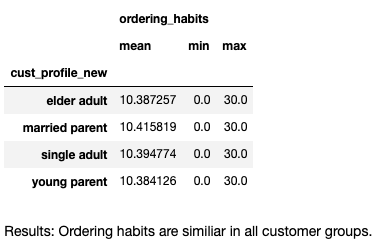 ordering_habits
mean min max
cust_profile_new
elder adult 10.387257 0.0 30.0
married parent 10.415819 0.0 30.0
single adult 10.394774 0.0 30.0
young parent 10.384126 0.0 30.0
Results: Ordering habits are similiar in all customer groups.